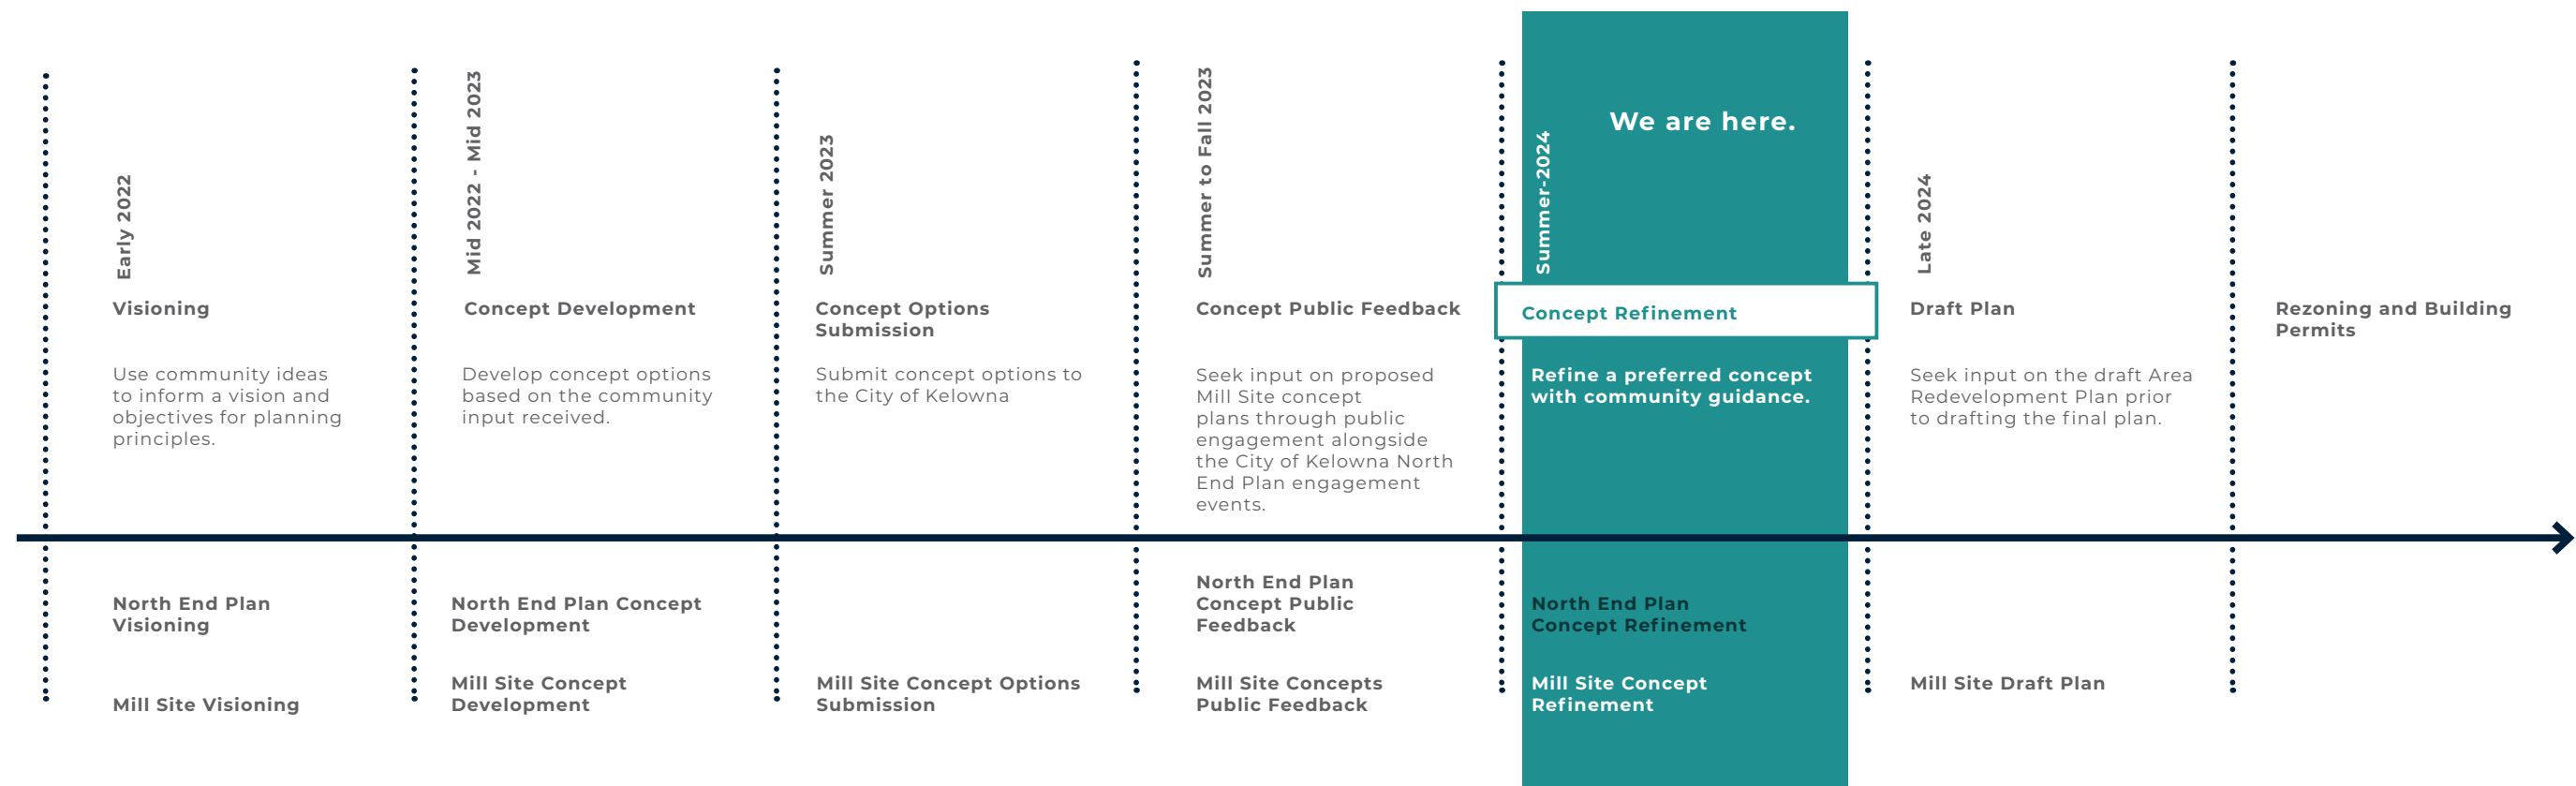 Early 2022
Visioning
Use community ideas
to inform a vision and
objectives for planning
principles.
North End Plan
Visioning
Mill Site Visioning
Mid 2022 - Mid 2023
Concept Development
Develop concept options
based on the community
input received.
North End Plan Concept
Development
Mill Site Concept
Development
Summer 2023
Concept Options
Submission
Submit concept options to
the City of Kelowna
Mill Site Concept Options
Submission
Summer to Fall 2023
Concept Public Feedback
Seek input on proposed
Mill Site concept
plans through public
engagement alongside
the City of Kelowna North
End Plan engagement
events.
North End Plan
Concept Public
Feedback
Mill Site Concepts
Public Feedback
We are here.
Summer-2024
Concept Refinement
Refine a preferred concept
with community guidance.
North End Plan
Concept Refinement
Mill Site Concept
Refinement
Late 2024
Draft Plan
Seek input on the draft Area
Redevelopment Plan prior
to drafting the final plan.
Mill Site Draft Plan
Rezoning and Building
Permits